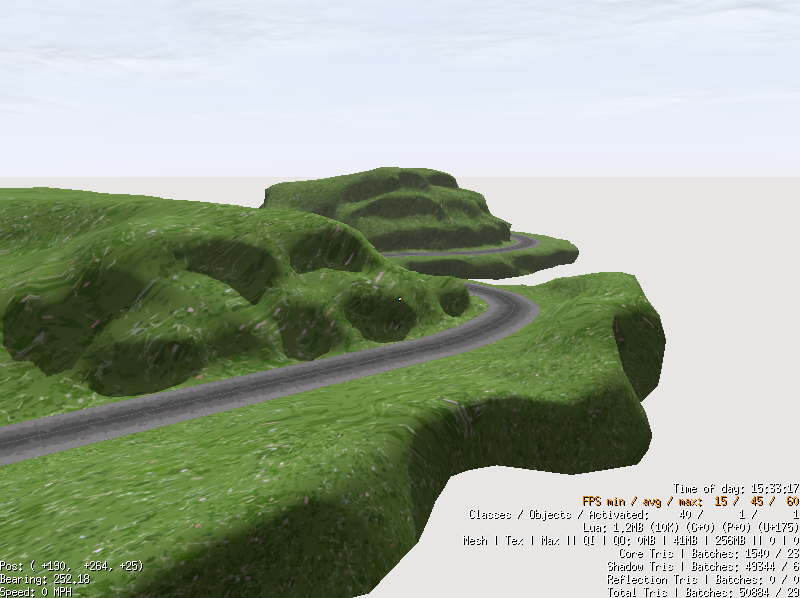 Time of day: 15:33:17
FPS min / avg / max: 15 / 45 / 60
Classes / Objects / Activated: 40 / 1 / 1
Lua: 1.2MB (10K) (G+0) (P+0) (U+175)
Mesh | Tex | Max || QI | QQ: 0MB | 41MB | 256MB || 0 | 0
Core Tris | Batches: 1540 / 23
Shadow Tris | Batches: 49344 / 6
Reflection Tris | Batches: 0 / 0
Total Tris | Batches: 50884 / 29
Pos: ( +190, +264, +25)
Bearing: 252.18
Speed: 0 MPH